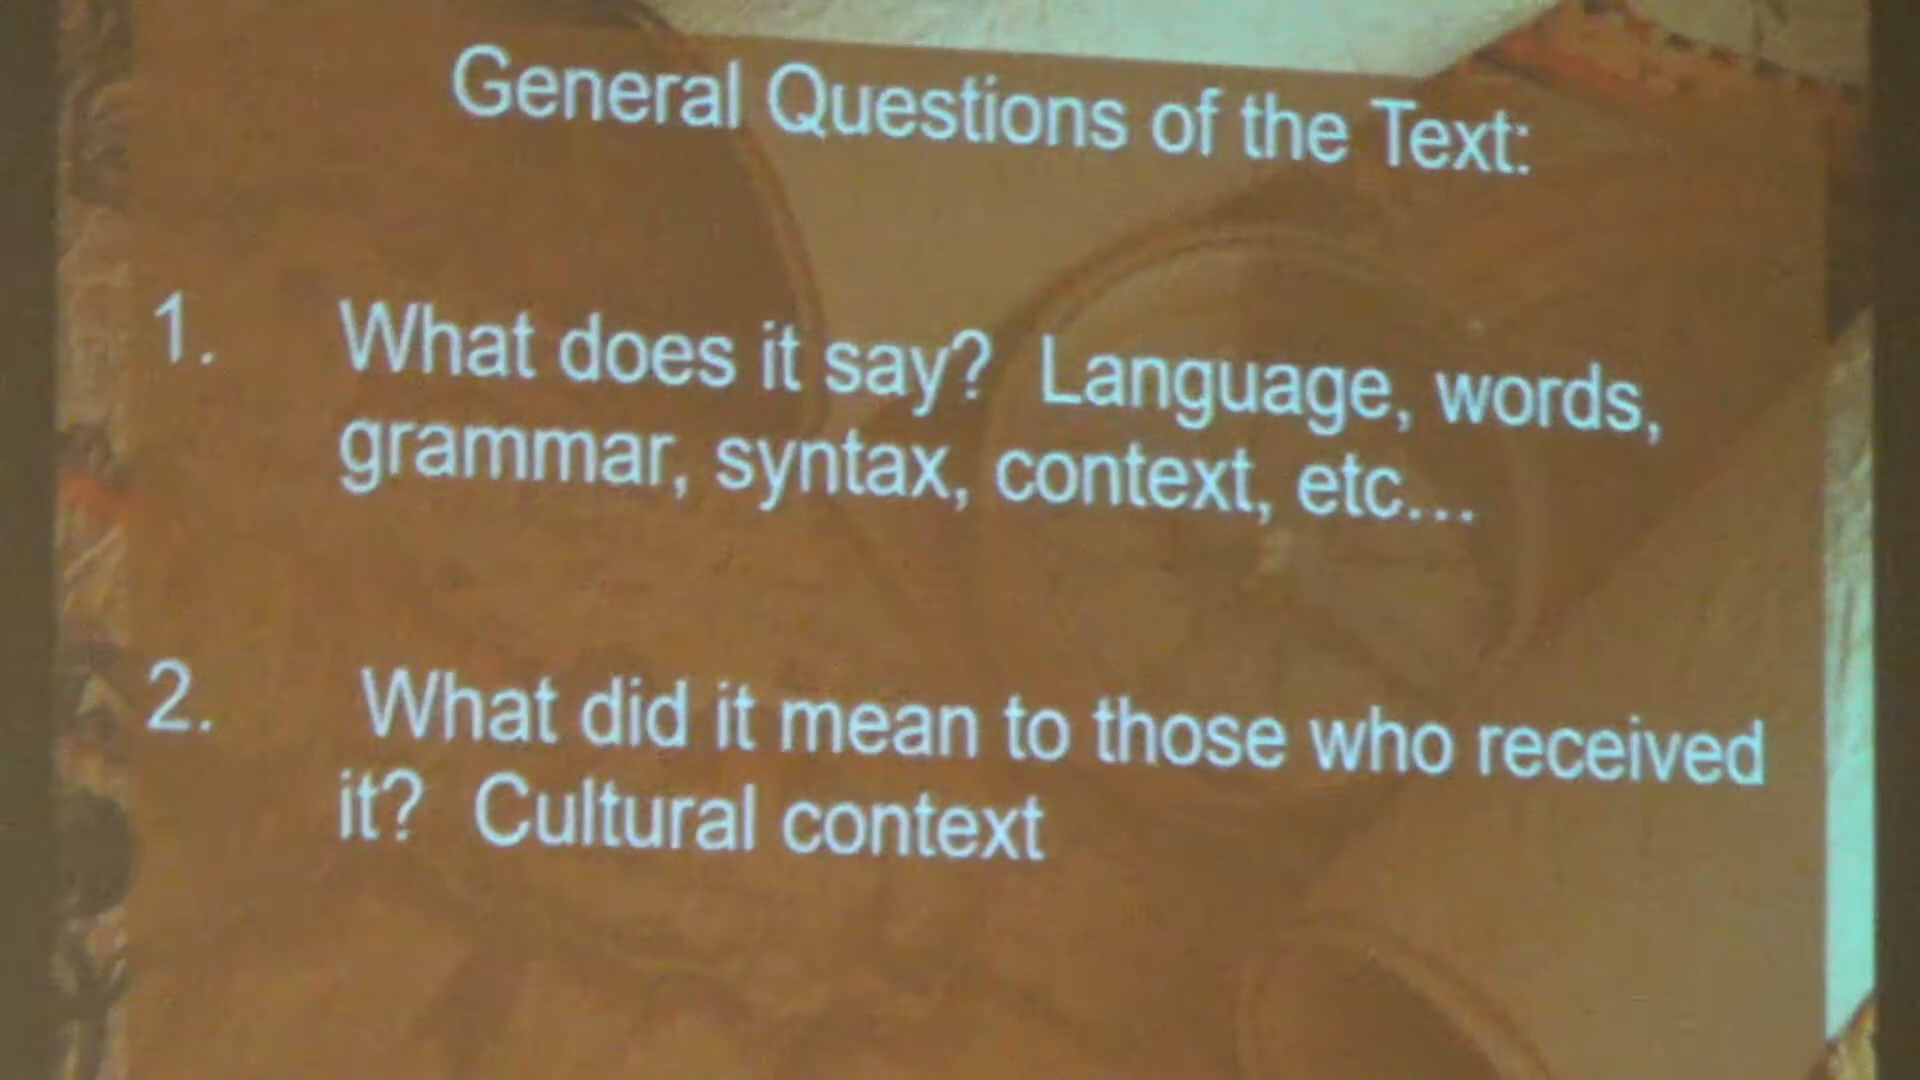 General Questions of the Text:
1. What does it say? Language, words,
grammar, syntax, context, etc...
2. What did it mean to those who received
it? Cultural context